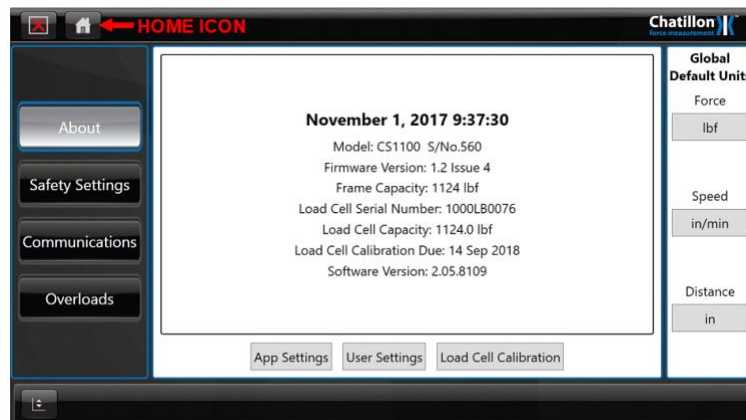 HOME ICON
Chatillon
force measurement
About
Safety Settings
Communications
Overloads
November 1, 2017 9:37:30
Model: CS1100 S/No.560
Firmware Version: 1.2 Issue 4
Frame Capacity: 1124 lbf
Load Cell Serial Number: 1000LB0076
Load Cell Capacity: 1124.0 lbf
Load Cell Calibration Due: 14 Sep 2018
Software Version: 2.05.8109
App Settings User Settings Load Cell Calibration
Global
Default Unit
Force
lbf
Speed
in/min
Distance
in